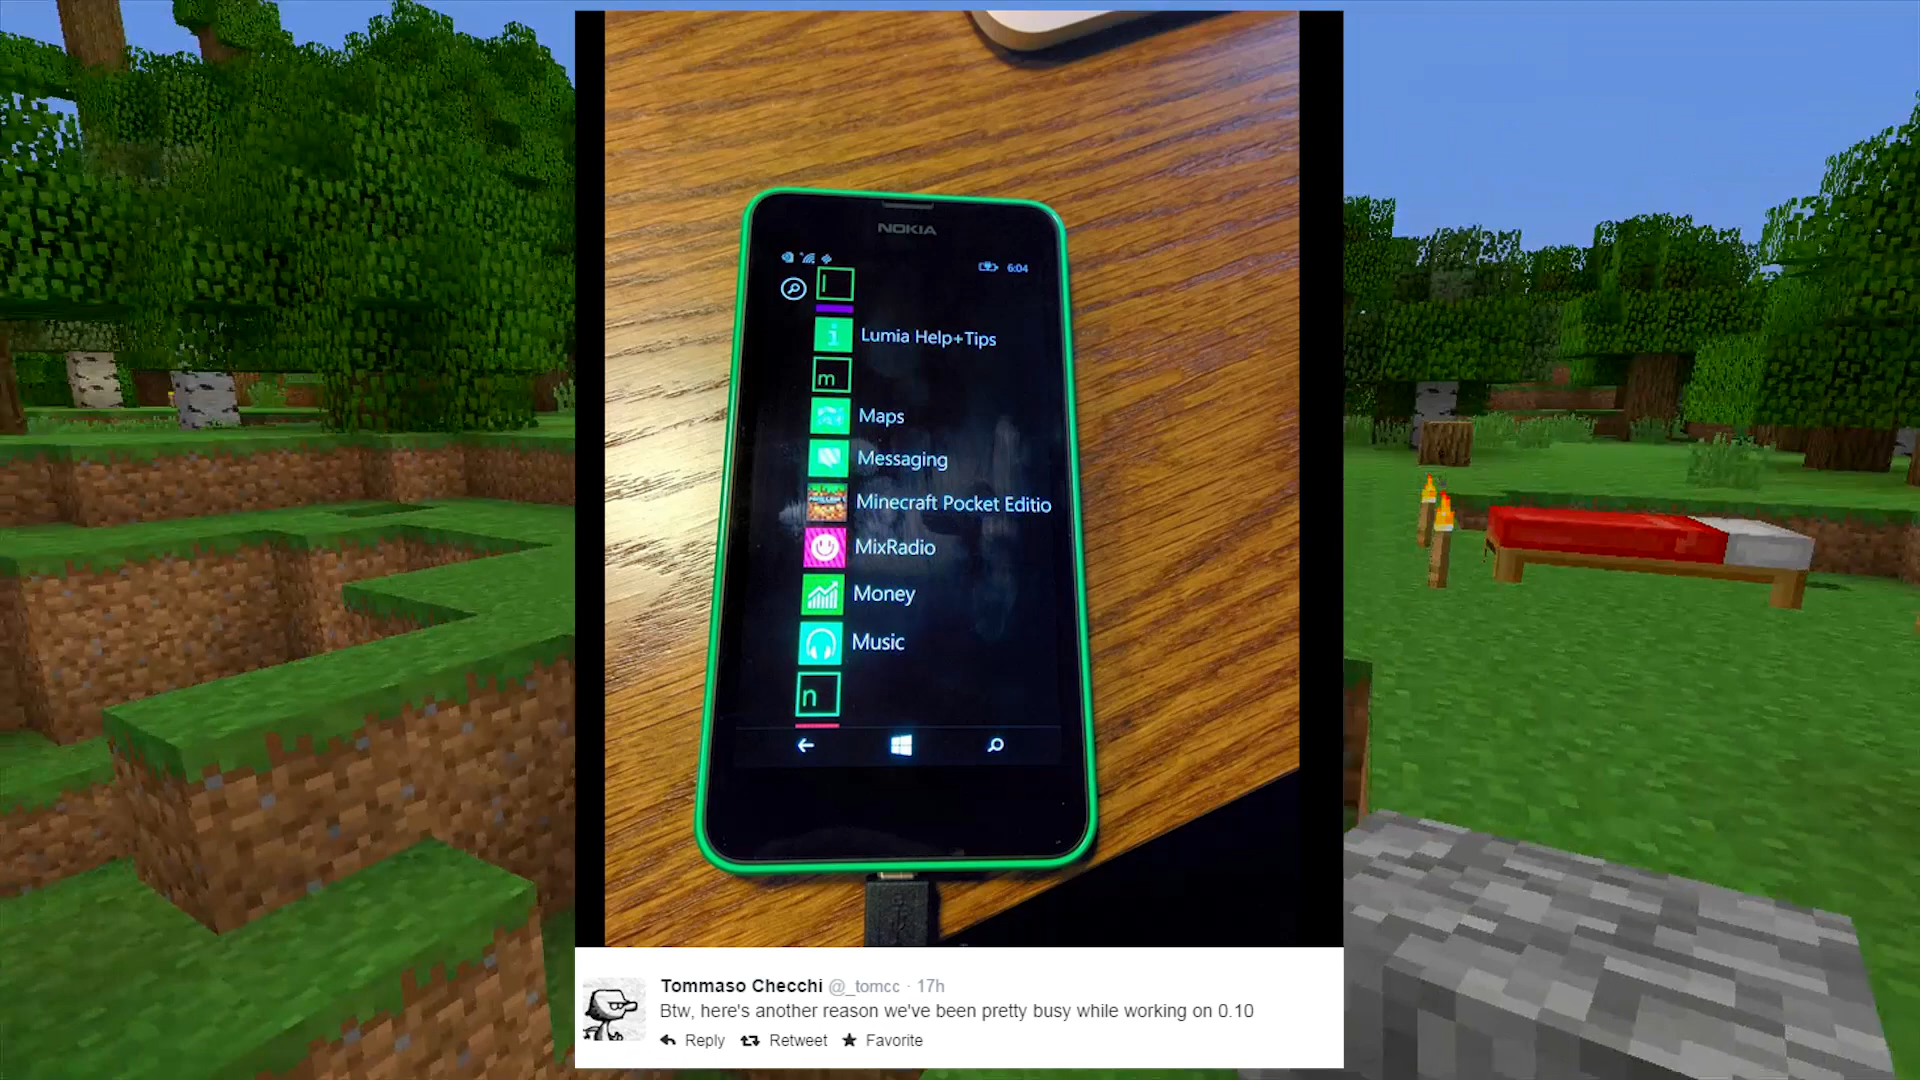 NOKIA
6:04
l
Lumia Help+Tips
m
Maps
Messaging
Minecraft Pocket Editio
MixRadio
Money
Music
n
Tommaso Checchi @_tomcc · 17h
Btw, here's another reason we've been pretty busy while working on 0.10
Reply Retweet Favorite